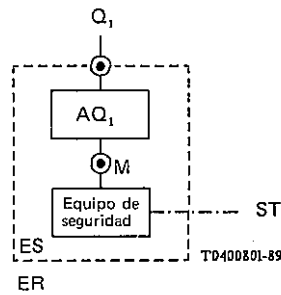 Q₁
AQ₁
M
Equipo de
seguridad
ST
ES
T0400801-89
ER